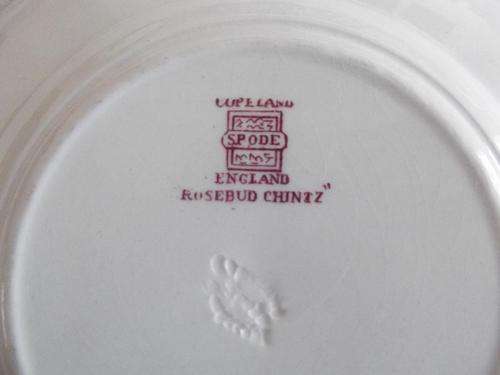 COPELAND
SPODE
ENGLAND
ROSEBUD CHINTZ"